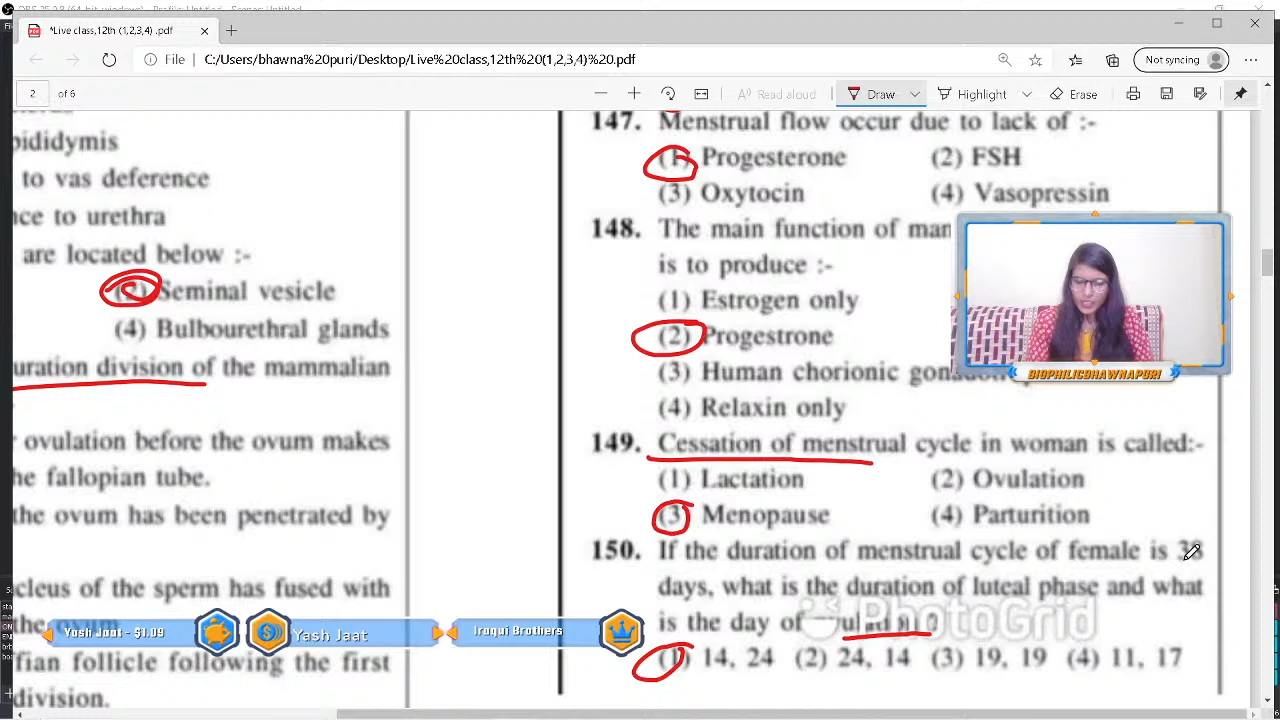 *Live class,12th (1,2,3,4) .pdf
File C:/Users/bhawna%20puri/Desktop/Live%20class,12th%20(1,2,3,4)%20.pdf
Not syncing
2 of 6
Read aloud
Draw
Highlight
Erase
pididymis
to vas deference
nce to urethra
are located below :-
(2) Seminal vesicle
(4) Bulbourethral glands
uration division of the mammalian
ovulation before the ovum makes
he fallopian tube.
the ovum has been penetrated by
cleus of the sperm has fused with
the ovum
fian follicle following the first
division.
147. Menstrual flow occur due to lack of :-
(1) Progesterone (2) FSH
(3) Oxytocin (4) Vasopressin
148. The main function of mam
is to produce :-
(1) Estrogen only
(2) Progestrone
(3) Human chorionic
(4) Relaxin only
149. Cessation of menstrual cycle in woman is called:-
(1) Lactation (2) Ovulation
(3) Menopause (4) Parturition
150. If the duration of menstrual cycle of female is 38
days, what is the duration of luteal phase and what
is the day of
(1) 14, 24 (2) 24, 14 (3) 19, 19 (4) 11, 17
PhotoGrid
BIOPHILICBHAWNAPURI
Yash Jaat - $1.09
Yash Jaat
Iraqui Brothers